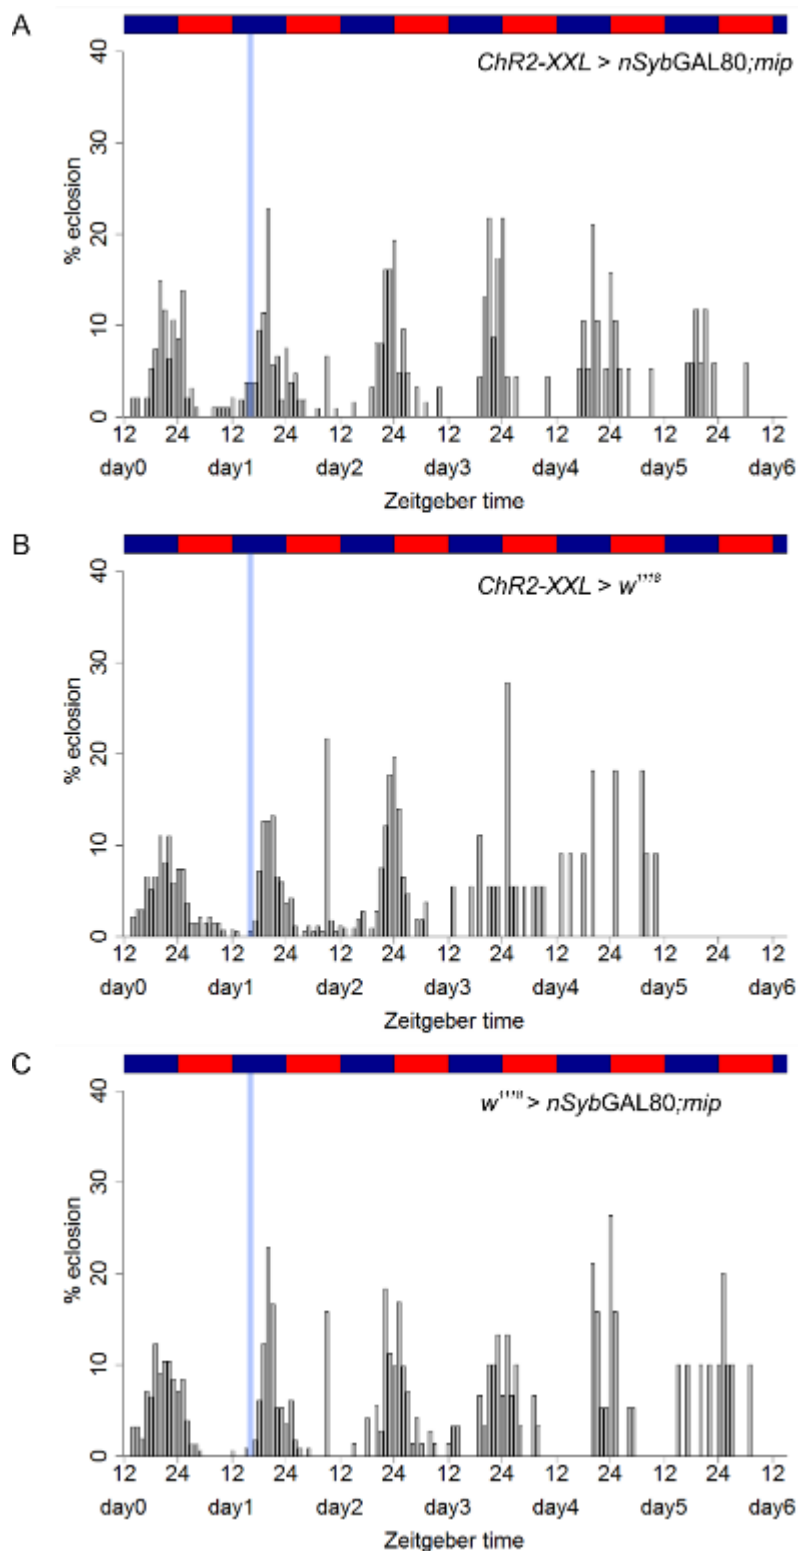 A
ChR2-XXL > nSybGAL80;mip
% eclosion
40
30
20
10
0
12 24 12 24 12 24 12 24 12 24 12 24 12
day0 day1 day2 day3 day4 day5 day6
Zeitgeber time
B
ChR2-XXL > w¹¹¹⁸
% eclosion
40
30
20
10
0
12 24 12 24 12 24 12 24 12 24 12 24 12
day0 day1 day2 day3 day4 day5 day6
Zeitgeber time
C
w¹¹¹⁸ > nSybGAL80;mip
% eclosion
40
30
20
10
0
12 24 12 24 12 24 12 24 12 24 12 24 12
day0 day1 day2 day3 day4 day5 day6
Zeitgeber time